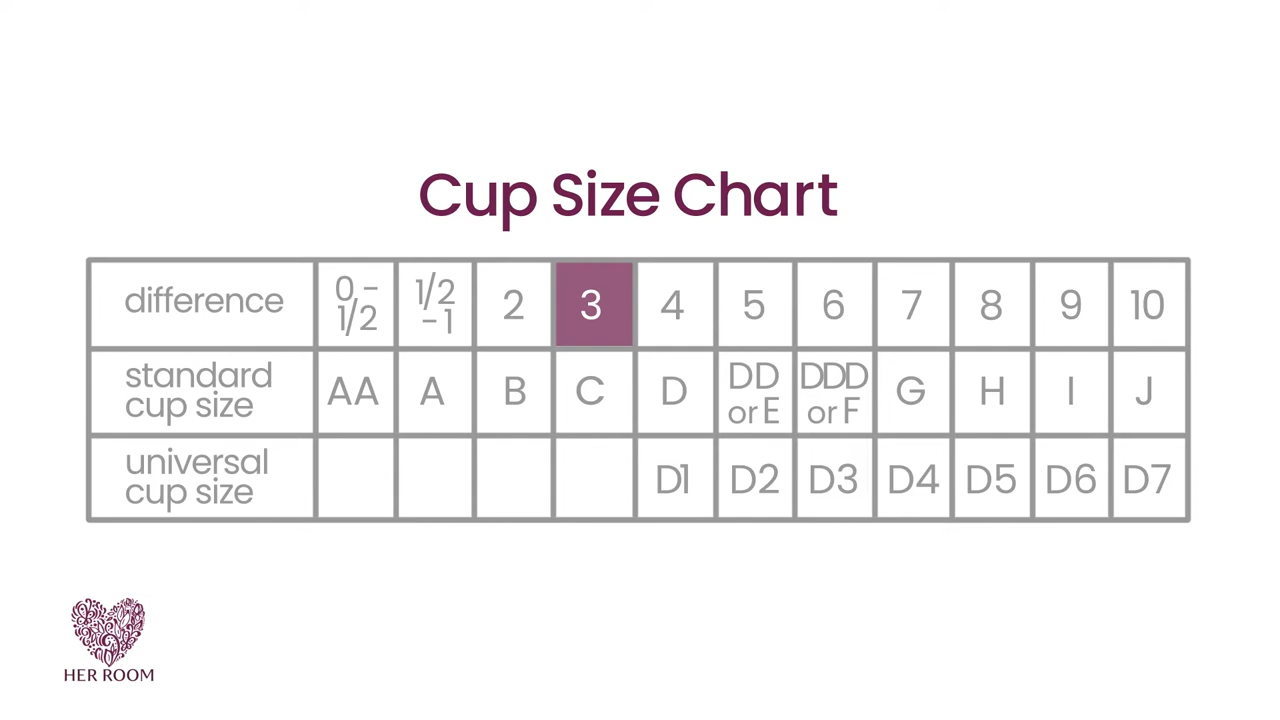 Cup Size Chart
difference 0 - 1/2 1/2 - 1 2 3 4 5 6 7 8 9 10
standard cup size AA A B C D DD or E DDD or F G H I J
universal cup size D1 D2 D3 D4 D5 D6 D7
HER ROOM